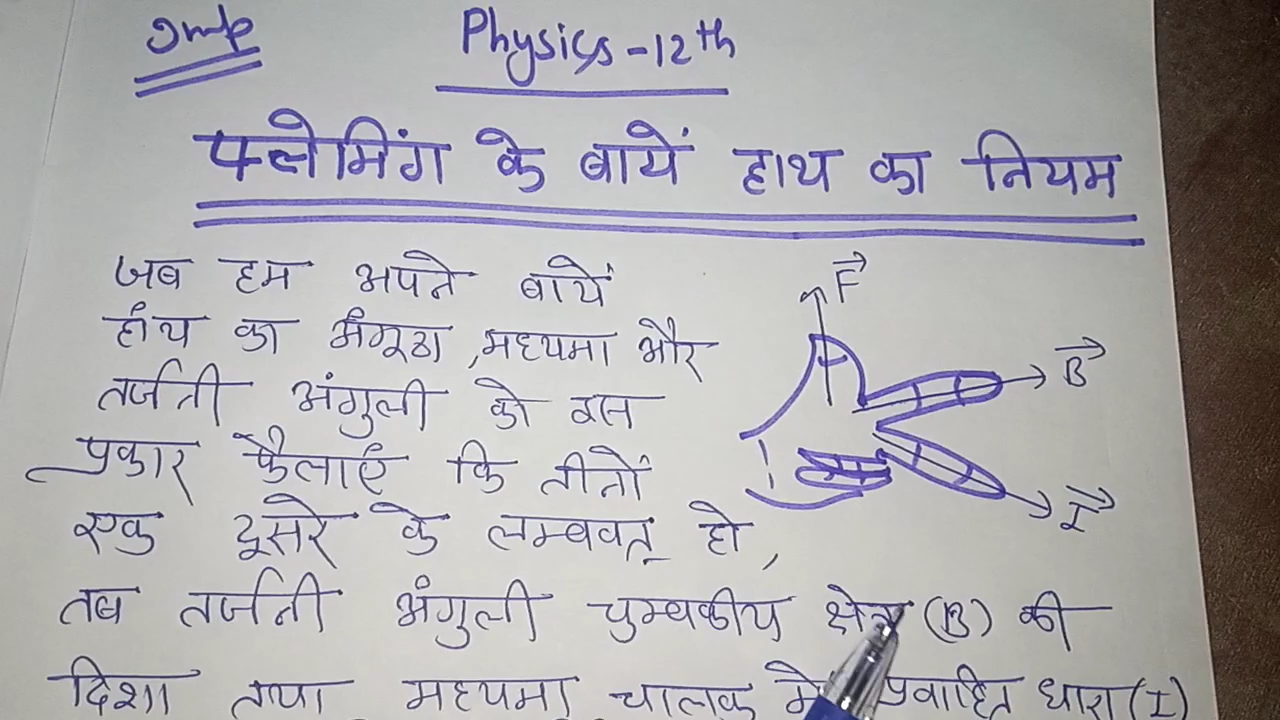 Imp
Physics-12th
फ्लेमिंग के बायें हाथ का नियम
जब हम अपने बायें
हाथ का अंगूठा, मध्यमा और
तर्जनी अंगुली को इस
प्रकार फैलाएं कि तीनों
एक दूसरे के लम्बवत् हो,
तब तर्जनी अंगुली चुम्बकीय क्षेत्र (B) की
दिशा तथा मध्यमा चालक में प्रवाहित धारा (I)
F
B
I